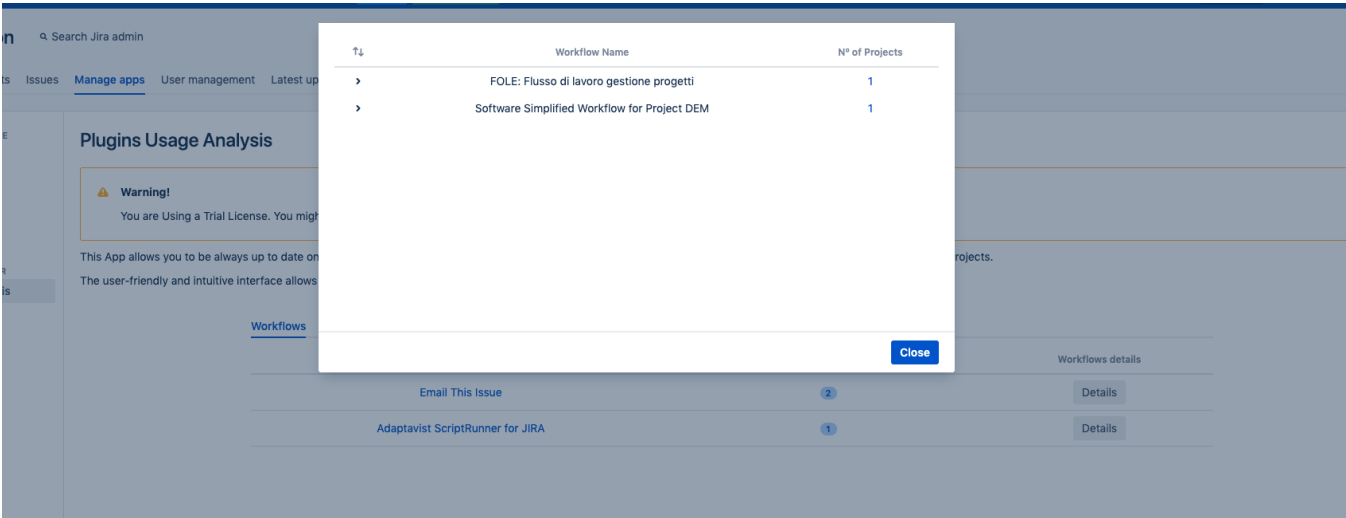 Search Jira admin
Issues Manage apps User management Latest up
Workflow Name Nº of Projects
FOLE: Flusso di lavoro gestione progetti 1
Software Simplified Workflow for Project DEM 1
Close
Plugins Usage Analysis
Warning!
You are Using a Trial License. You migh
This App allows you to be always up to date on rojects.
The user-friendly and intuitive interface allows
Workflows
Workflows details
Email This Issue 2 Details
Adaptavist ScriptRunner for JIRA 1 Details